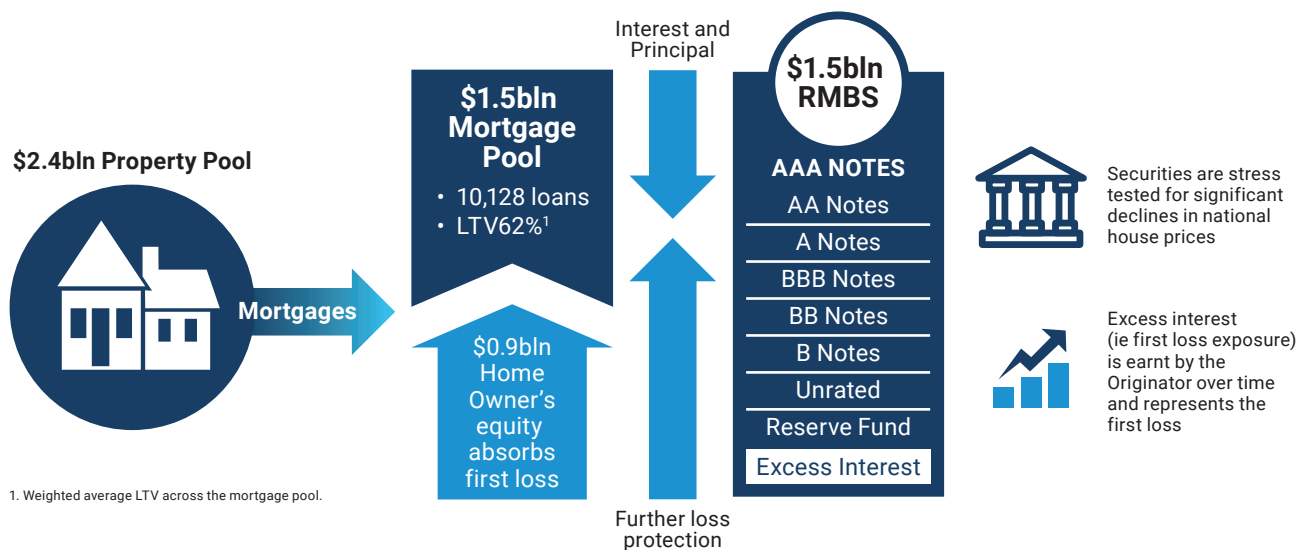 $2.4bln Property Pool
Mortgages
1. Weighted average LTV across the mortgage pool.
$1.5bln
Mortgage
Pool
• 10,128 loans
• LTV62%¹
$0.9bln
Home
Owner’s
equity
absorbs
first loss
Interest and
Principal
Further loss
protection
$1.5bln
RMBS
AAA NOTES
AA Notes
A Notes
BBB Notes
BB Notes
B Notes
Unrated
Reserve Fund
Excess Interest
Securities are stress
tested for significant
declines in national
house prices
Excess interest
(ie first loss exposure)
is earnt by the
Originator over time
and represents the
first loss